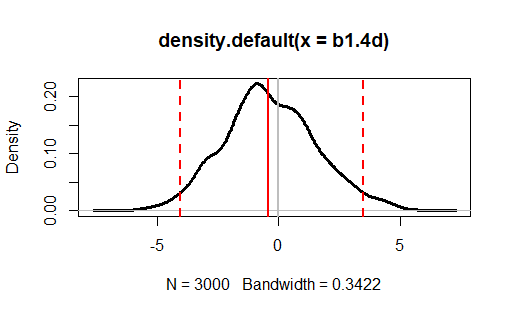 density.default(x = b1.4d)
Density
0.00
0.10
0.20
-5
0
5
N = 3000   Bandwidth = 0.3422